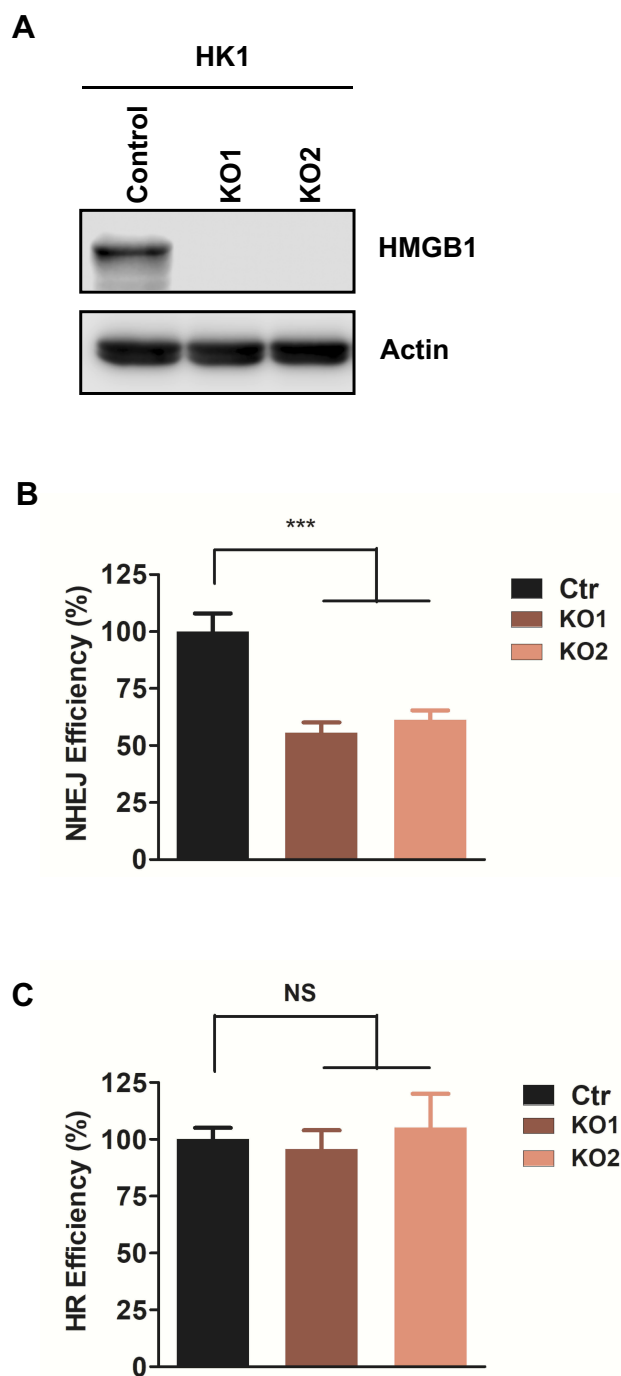 A
HK1
Control
KO1
KO2
HMGB1
Actin
B
***
NHEJ Efficiency (%)
125
100
75
50
25
0
Ctr
KO1
KO2
C
NS
HR Efficiency (%)
125
100
75
50
25
0
Ctr
KO1
KO2